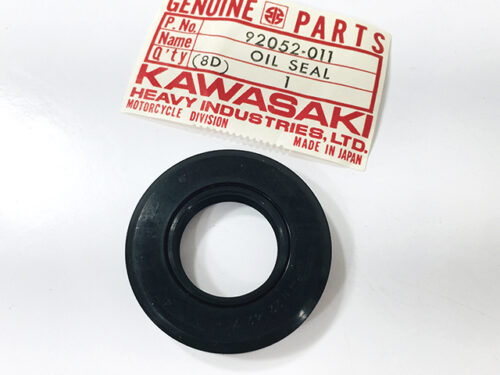 GENUINE PARTS
P. No. 92052-011
Name OIL SEAL
Q'ty (8D) 1
KAWASAKI
HEAVY INDUSTRIES, LTD.
MOTORCYCLE DIVISION MADE IN JAPAN